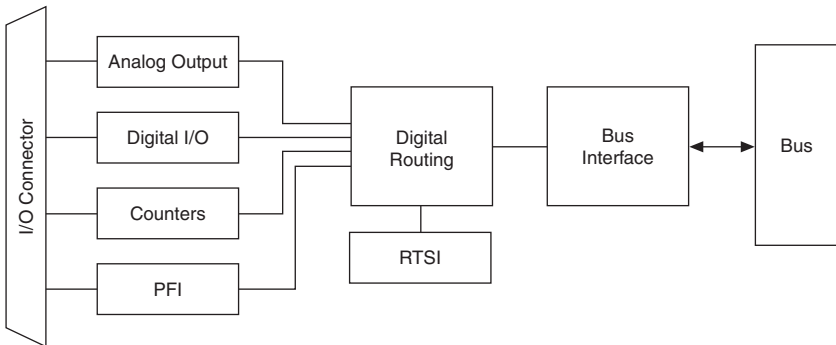 I/O Connector
Analog Output
Digital I/O
Counters
PFI
Digital
Routing
RTSI
Bus
Interface
Bus